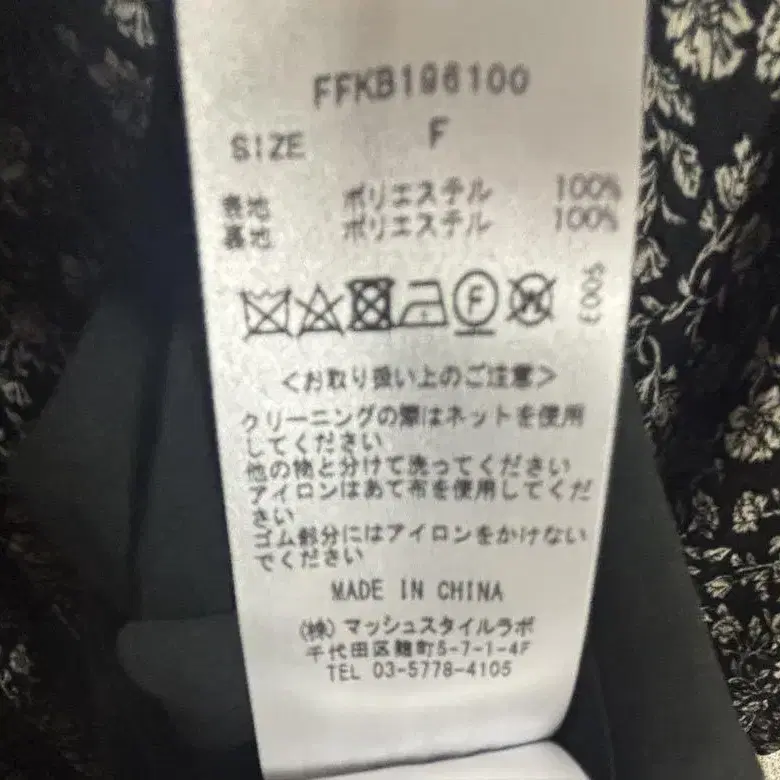 FFKB196100
SIZE F
表地 ポリエステル 100%
裏地 ポリエステル 100%
F W 003
<お取り扱い上のご注意>
クリーニングの際はネットを使用
してください
他の物と分けて洗ってください
アイロンはあて布を使用してくだ
さい
ゴム部分にはアイロンをかけない
でください
MADE IN CHINA
(株)マッシュスタイルラボ
千代田区麹町5-7-1-4F
TEL 03-5778-4105